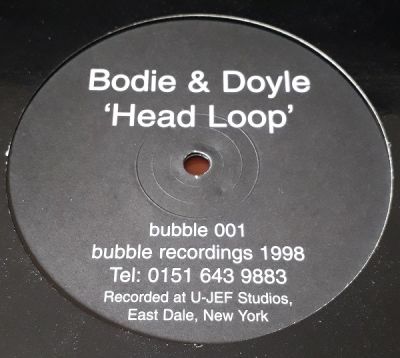 Bodie & Doyle
‘Head Loop’
bubble 001
bubble recordings 1998
Tel: 0151 643 9883
Recorded at U-JEF Studios,
East Dale, New York